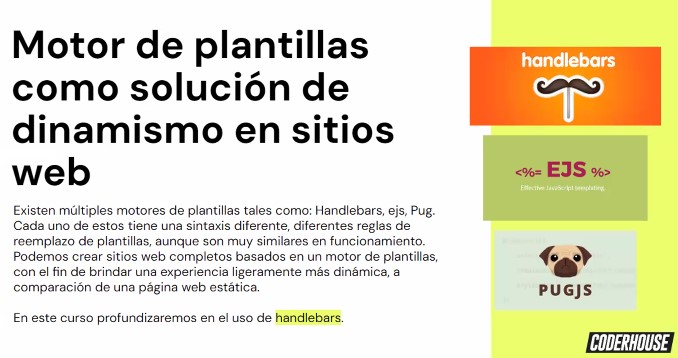 Motor de plantillas
como solución de
dinamismo en sitios
web
Existen múltiples motores de plantillas tales como: Handlebars, ejs, Pug.
Cada uno de estos tiene una sintaxis diferente, diferentes reglas de
reemplazo de plantillas, aunque son muy similares en funcionamiento.
Podemos crear sitios web completos basados en un motor de plantillas,
con el fin de brindar una experiencia ligeramente más dinámica, a
comparación de una página web estática.
En este curso profundizaremos en el uso de handlebars.
handlebars
<%= EJS %>
Effective JavaScript templating.
PUGJS
CODERHOUSE